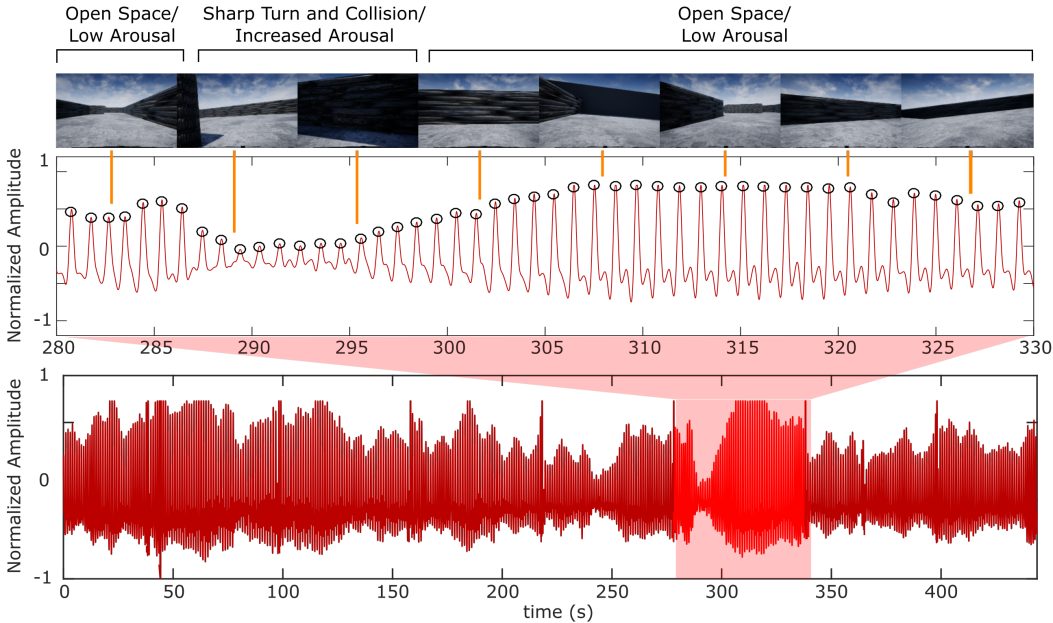 Open Space/
Low Arousal
Sharp Turn and Collision/
Increased Arousal
Open Space/
Low Arousal
Normalized Amplitude
1
0
-1
280 285 290 295 300 305 310 315 320 325 330
Normalized Amplitude
1
0
-1
0 50 100 150 200 250 300 350 400
time (s)